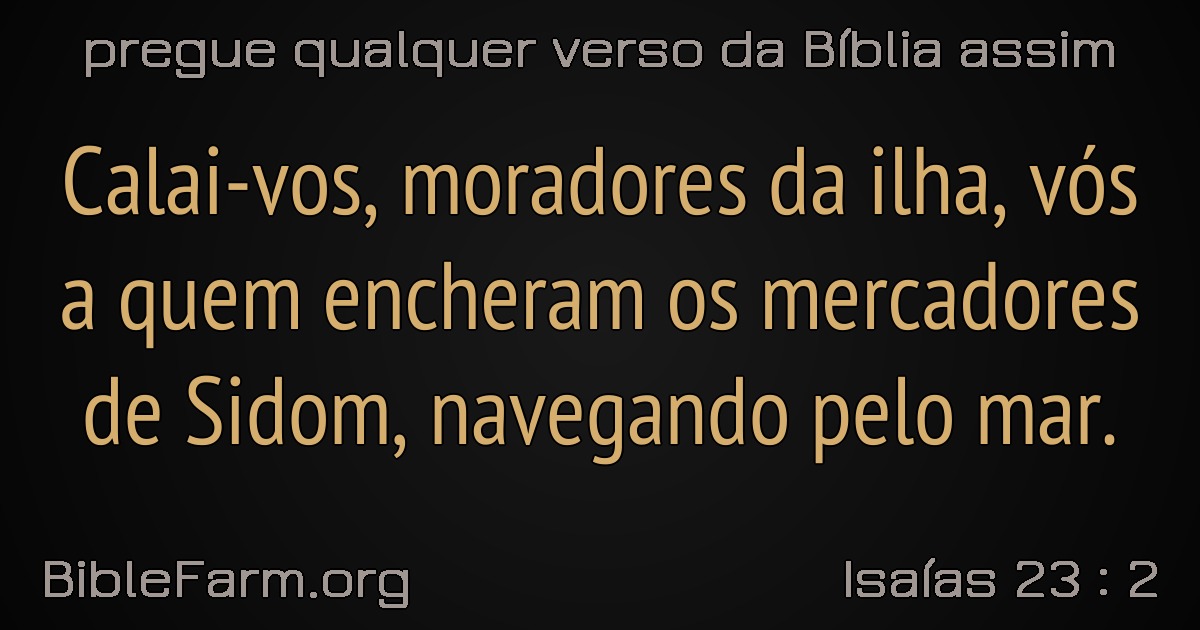 pregue qualquer verso da Bíblia assim
Calai-vos, moradores da ilha, vós
a quem encheram os mercadores
de Sidom, navegando pelo mar.
BibleFarm.org
Isaías 23 : 2